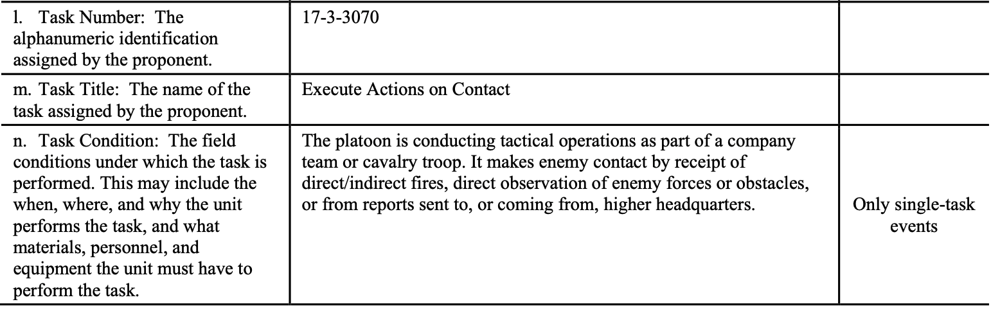 l. Task Number: The
alphanumeric identification
assigned by the proponent.
17-3-3070
m. Task Title: The name of the
task assigned by the proponent.
Execute Actions on Contact
n. Task Condition: The field
conditions under which the task is
performed. This may include the
when, where, and why the unit
performs the task, and what
materials, personnel, and
equipment the unit must have to
perform the task.
The platoon is conducting tactical operations as part of a company
team or cavalry troop. It makes enemy contact by receipt of
direct/indirect fires, direct observation of enemy forces or obstacles,
or from reports sent to, or coming from, higher headquarters.
Only single-task
events